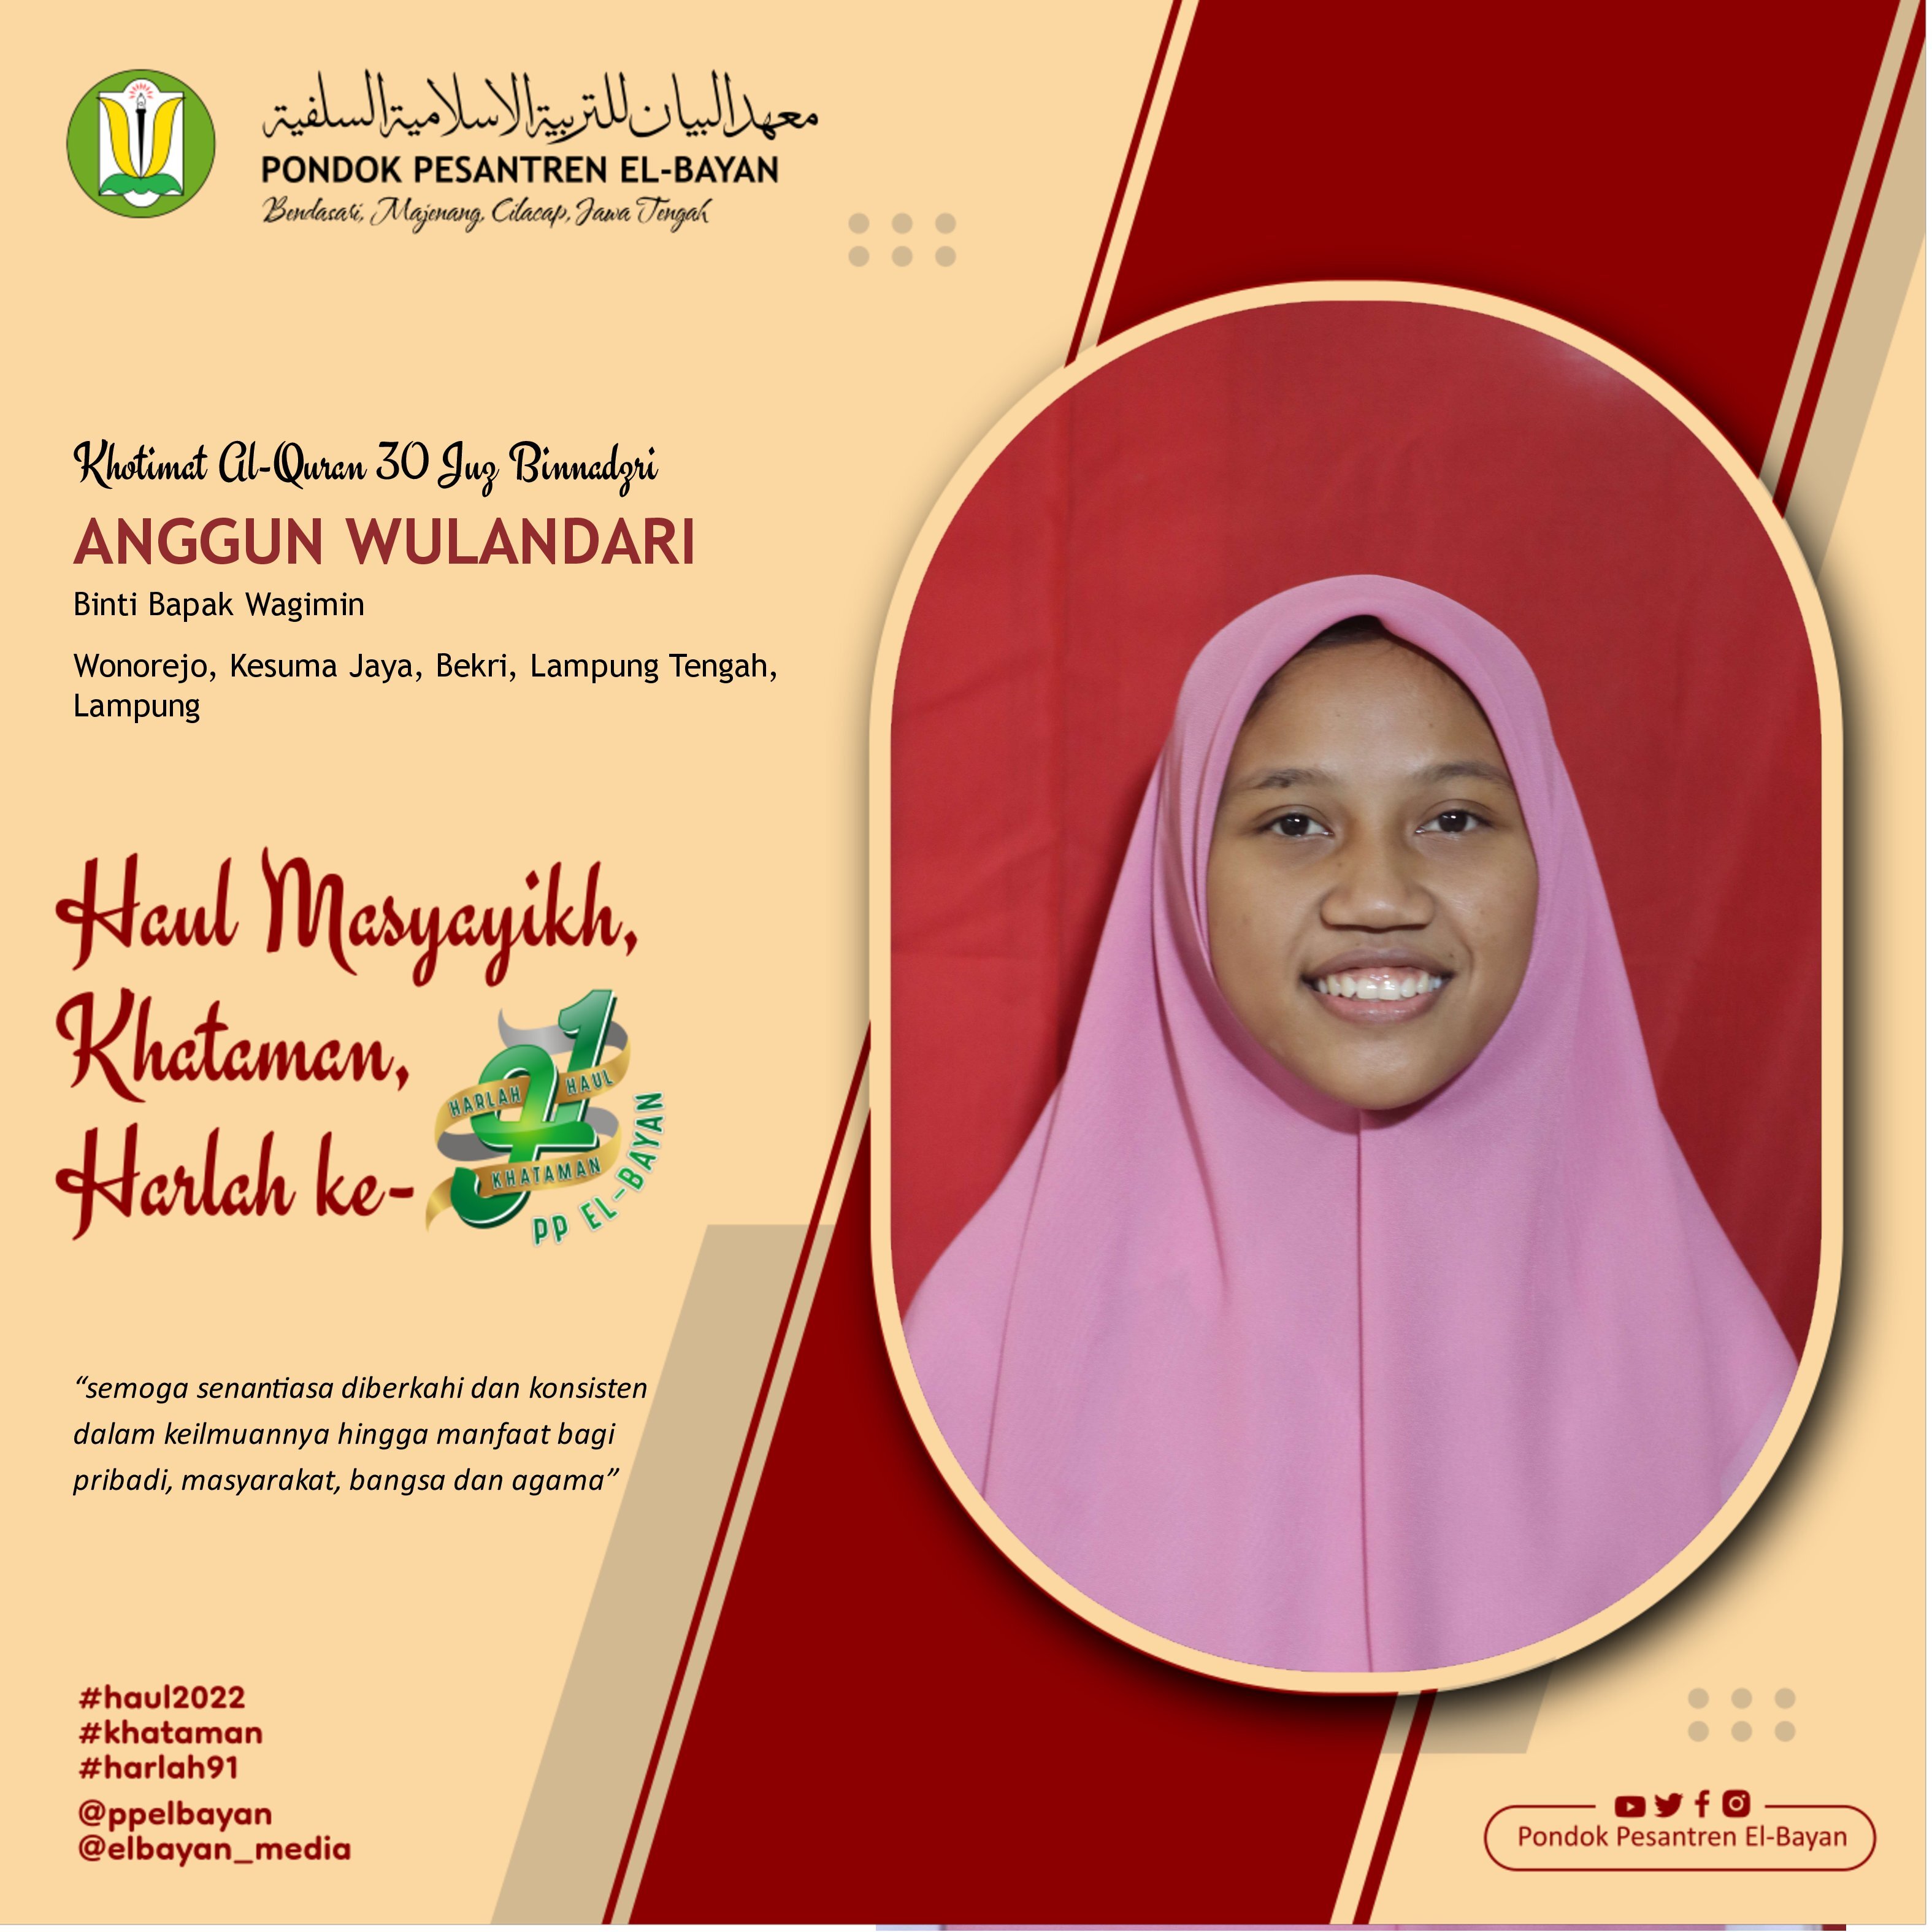 معهد البيان للتربية الاسلامية السلفية
PONDOK PESANTREN EL-BAYAN
Bendasari, Majenang, Cilacap, Jawa Tengah
Khotimat Al-Quran 30 Juz Binnadzri
ANGGUN WULANDARI
Binti Bapak Wagimin
Wonorejo, Kesuma Jaya, Bekri, Lampung Tengah,
Lampung
Haul Masyayikh,
Khataman,
Harlah ke-
91
HARLAH HAUL
KHATAMAN
PP EL-BAYAN
“semoga senantiasa diberkahi dan konsisten
dalam keilmuannya hingga manfaat bagi
pribadi, masyarakat, bangsa dan agama”
#haul2022
#khataman
#harlah91
@ppelbayan
@elbayan_media
Pondok Pesantren El-Bayan